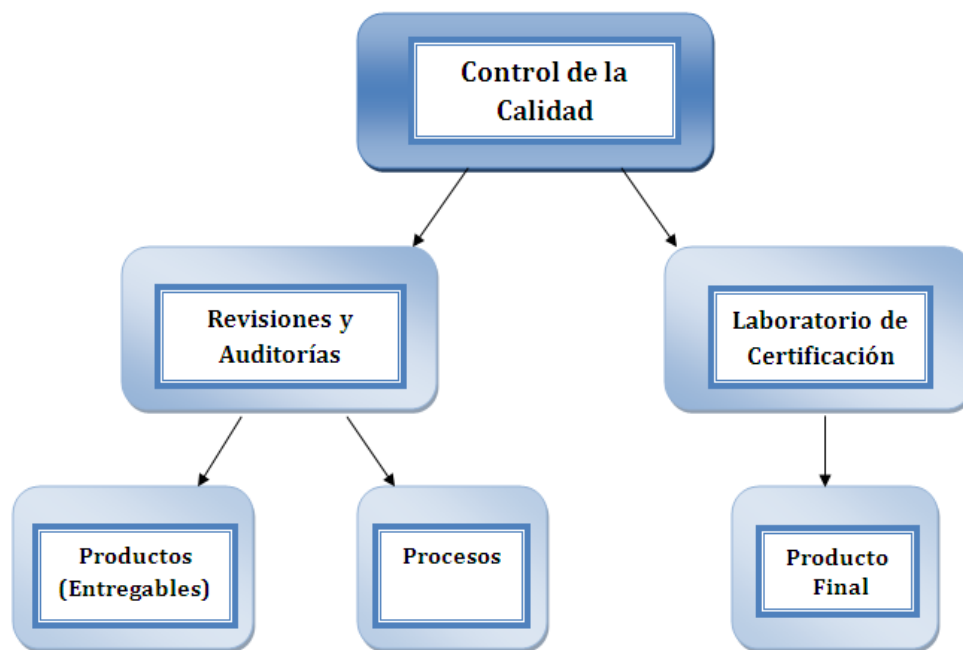 Control de la
Calidad
Revisiones y
Auditorías
Laboratorio de
Certificación
Productos
(Entregables)
Procesos
Producto
Final